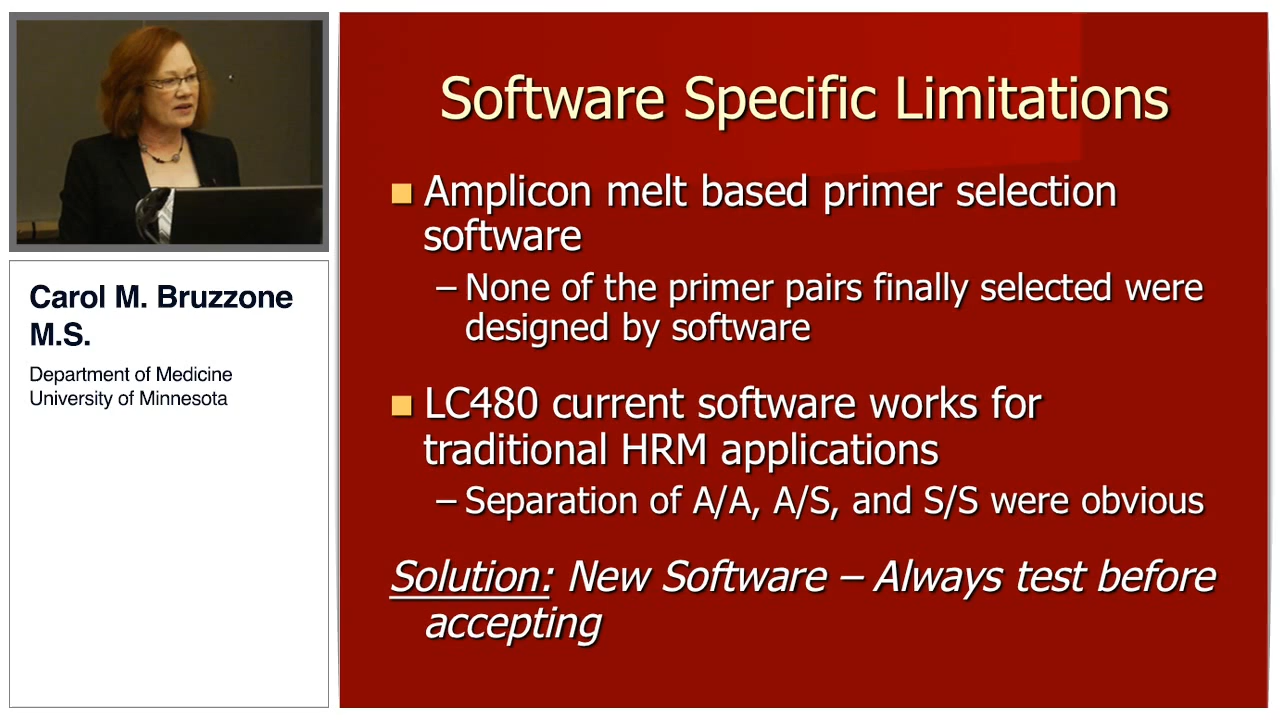 Carol M. Bruzzone
M.S.
Department of Medicine
University of Minnesota
Software Specific Limitations
Amplicon melt based primer selection
software
– None of the primer pairs finally selected were
designed by software
LC480 current software works for
traditional HRM applications
– Separation of A/A, A/S, and S/S were obvious
Solution: New Software – Always test before
accepting